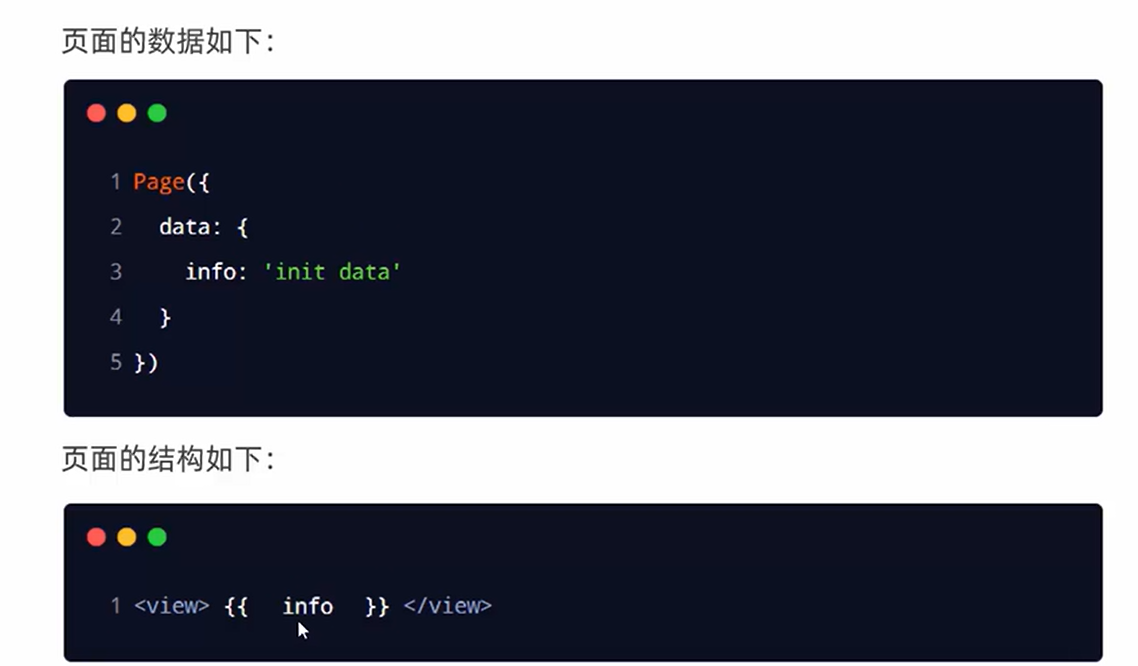 页面的数据如下：
1 Page({
2   data: {
3     info: 'init data'
4   }
5 })
页面的结构如下：
1 <view> {{  info  }} </view>